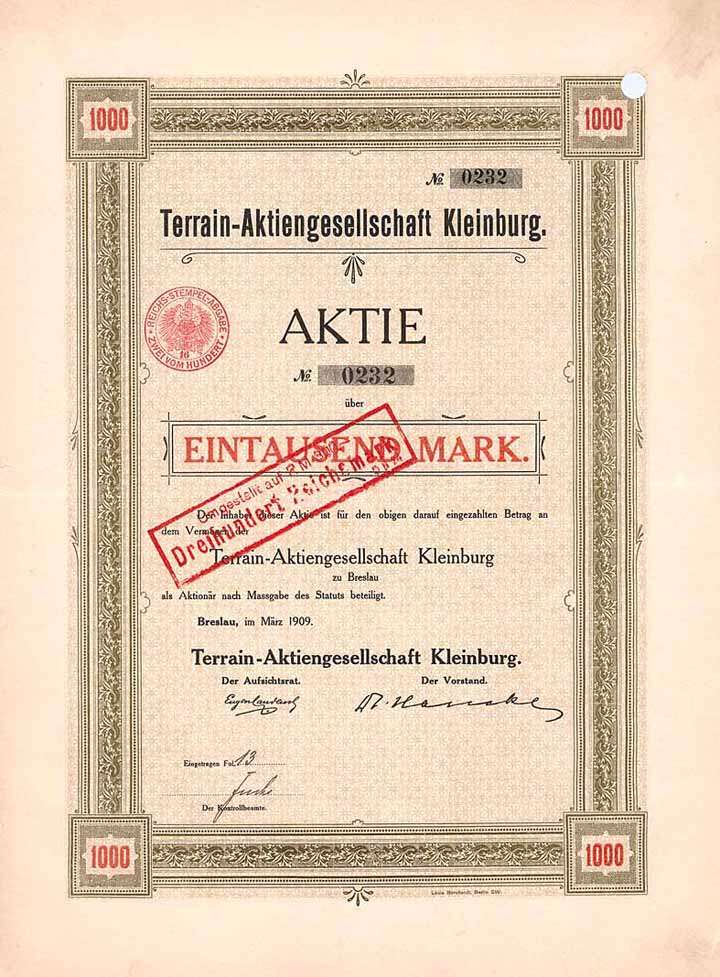 1000
1000
№ 0232
Terrain-Aktiengesellschaft Kleinburg.
REICHS-STEMPEL-ABGABE
ZWEI VOM HUNDERT
16
AKTIE
№ 0232
über
EINTAUSEND MARK.
Umgestellt auf
Dreihundert Reichsmark
Der Inhaber dieser Aktie ist für den obigen darauf eingezahlten Betrag an
dem Vermögen der
Terrain-Aktiengesellschaft Kleinburg
zu Breslau
als Aktionär nach Massgabe des Statuts beteiligt.
Breslau, im März 1909.
Terrain-Aktiengesellschaft Kleinburg.
Der Aufsichtsrat. Der Vorstand.
Eingetragen Fol. 13
Der Kontrollbeamte.
1000
1000